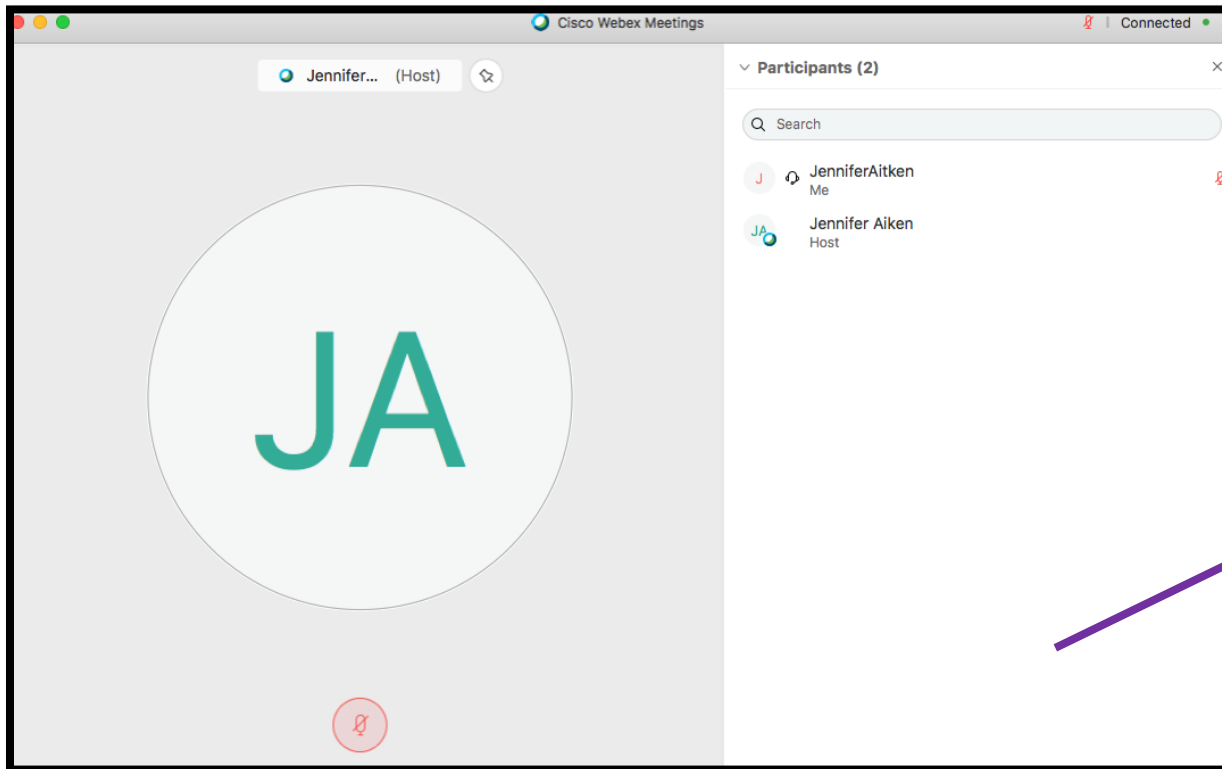 Cisco Webex Meetings
Connected
Jennifer... (Host)
JA
Participants (2)
Search
J JenniferAitken
Me
JA Jennifer Aiken
Host